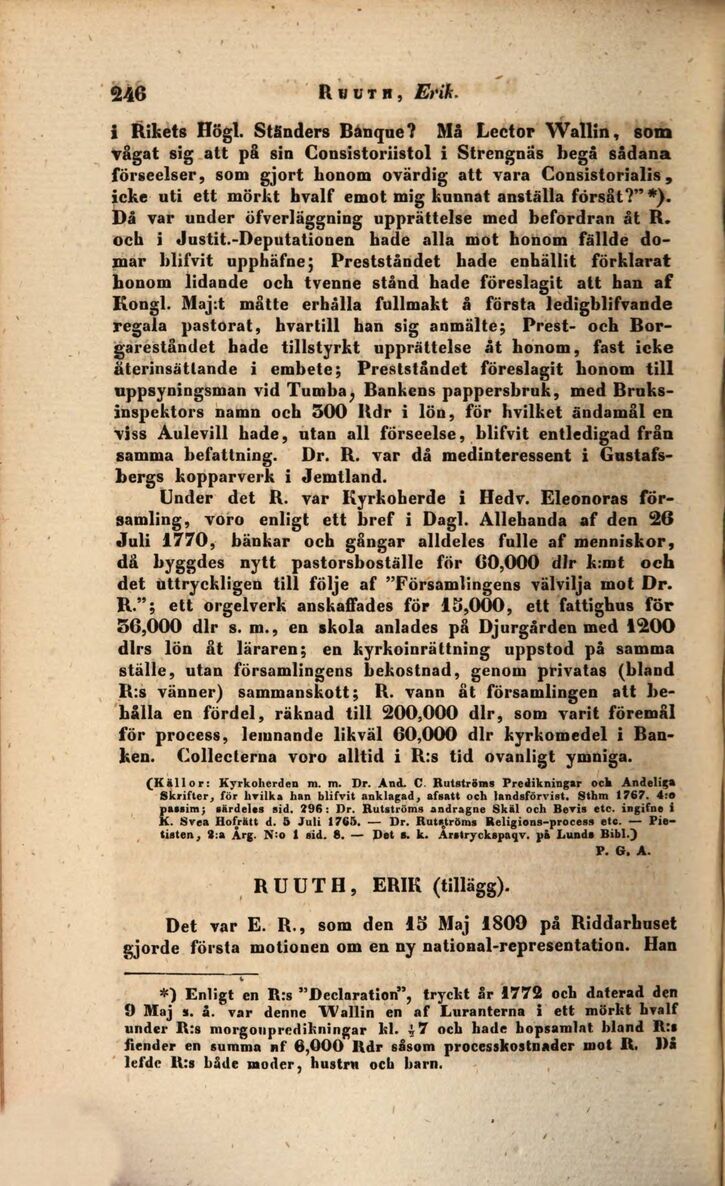 246 RUUTH, Erik.
i Rikets Högl. Ständers Banque? Må Lector Wallin, som
vågat sig att på sin Consistoriistol i Strengnäs begå sådana
förseelser, som gjort honom ovärdig att vara Consistorialis,
icke uti ett mörkt hvalf emot mig kunnat anställa försåt?"*).
Då var under öfverläggning upprättelse med befordran åt R.
och i Justit.-Deputationen hade alla mot honom fällde do-
mar blifvit upphäfne; Presteståndet hade enhällit förklarat
honom lidande och tvenne stånd hade föreslagit att han af
Kongl. Maj:t måtte erhålla fullmakt å första ledigblifvande
regala pastorat, hvartill han sig anmälte; Prest- och Bor-
gareståndet hade tillstyrkt upprättelse åt honom, fast icke
återinsättande i embete; Prestståndet föreslagit honom till
uppsyningsman vid Tumba, Bankens pappersbruk, med Bruks-
inspektors namn och 300 Rdr i lön, för hvilket ändamål en
viss Aulevill hade, utan all förseelse, blifvit entledigad från
samma befattning. Dr. R. var då medinteressent i Gustafs-
bergs kopparverk i Jemtland.
Under det R. var Kyrkoherde i Hedv. Eleonoras för-
samling, voro enligt ett bref i Dagl. Allehanda af den 26
Juli 1770, bänkar och gångar alldeles fulle af menniskor,
då byggdes nytt pastorsboställe för 60,000 dlr k:mt och
det uttryckligen till följe af "Församlingens välvilja mot Dr.
R."; ett orgelverk anskaffades för 15,000, ett fattighus för
36,000 dlr s. m., en skola anlades på Djurgården med 1200
dlrs lön åt läraren; en kyrkoinrättning uppstod på samma
ställe, utan församlingens bekostnad, genom privatas (bland
R:s vänner) sammanskott; R. vann åt församlingen att be-
hålla en fördel, räknad till 200,000 dlr, som varit föremål
för process, lemnande likväl 60,000 dlr kyrkomedel i Ban-
ken. Collecterna voro alltid i R:s tid ovanligt ymniga.
(Källor: Kyrkoherden m. m. Dr. And. C. Rutströms Predikningar och Andeliga
Skrifter, för hvilka han blifvit anklagad, afsatt och landsförvist. Sthm 1767. 4:o
passim; särdeles sid. 296: Dr. Rutströms andragne Skäl och Bevis etc. ingifne i
K. Svea Hofrätt d. 5 Juli 1765. — Dr. Rutströms Religions-process etc. — Pie-
tisten, 2:a Årg. N:o 1 sid. 8. — Det s. k. Årstryckspaqv. på Lunds Bibl.)
P. G. A.
RUUTH, ERIK (tillägg).
Det var E. R., som den 15 Maj 1809 på Riddarhuset
gjorde första motionen om en ny national-representation. Han
*) Enligt en R:s "Declaration", tryckt år 1772 och daterad den
9 Maj s. å. var denne Wallin en af Luranterna i ett mörkt hvalf
under R:s morgonpredikningar kl. ½7 och hade hopsamlat bland R:s
fiender en summa af 6,000 Rdr såsom processkostnader mot R. Då
lefde R:s både moder, hustru och barn.